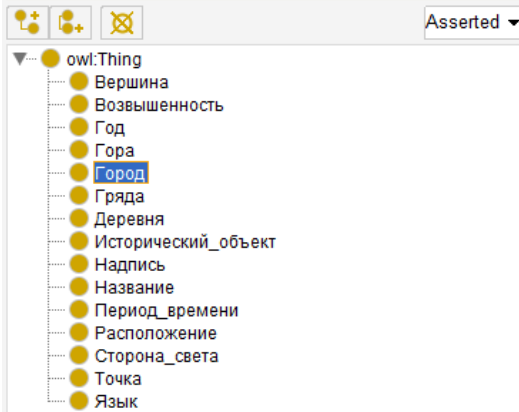 Asserted
owl:Thing
Вершина
Возвышенность
Год
Гора
Город
Гряда
Деревня
Исторический_объект
Надпись
Название
Период_времени
Расположение
Сторона_света
Точка
Язык